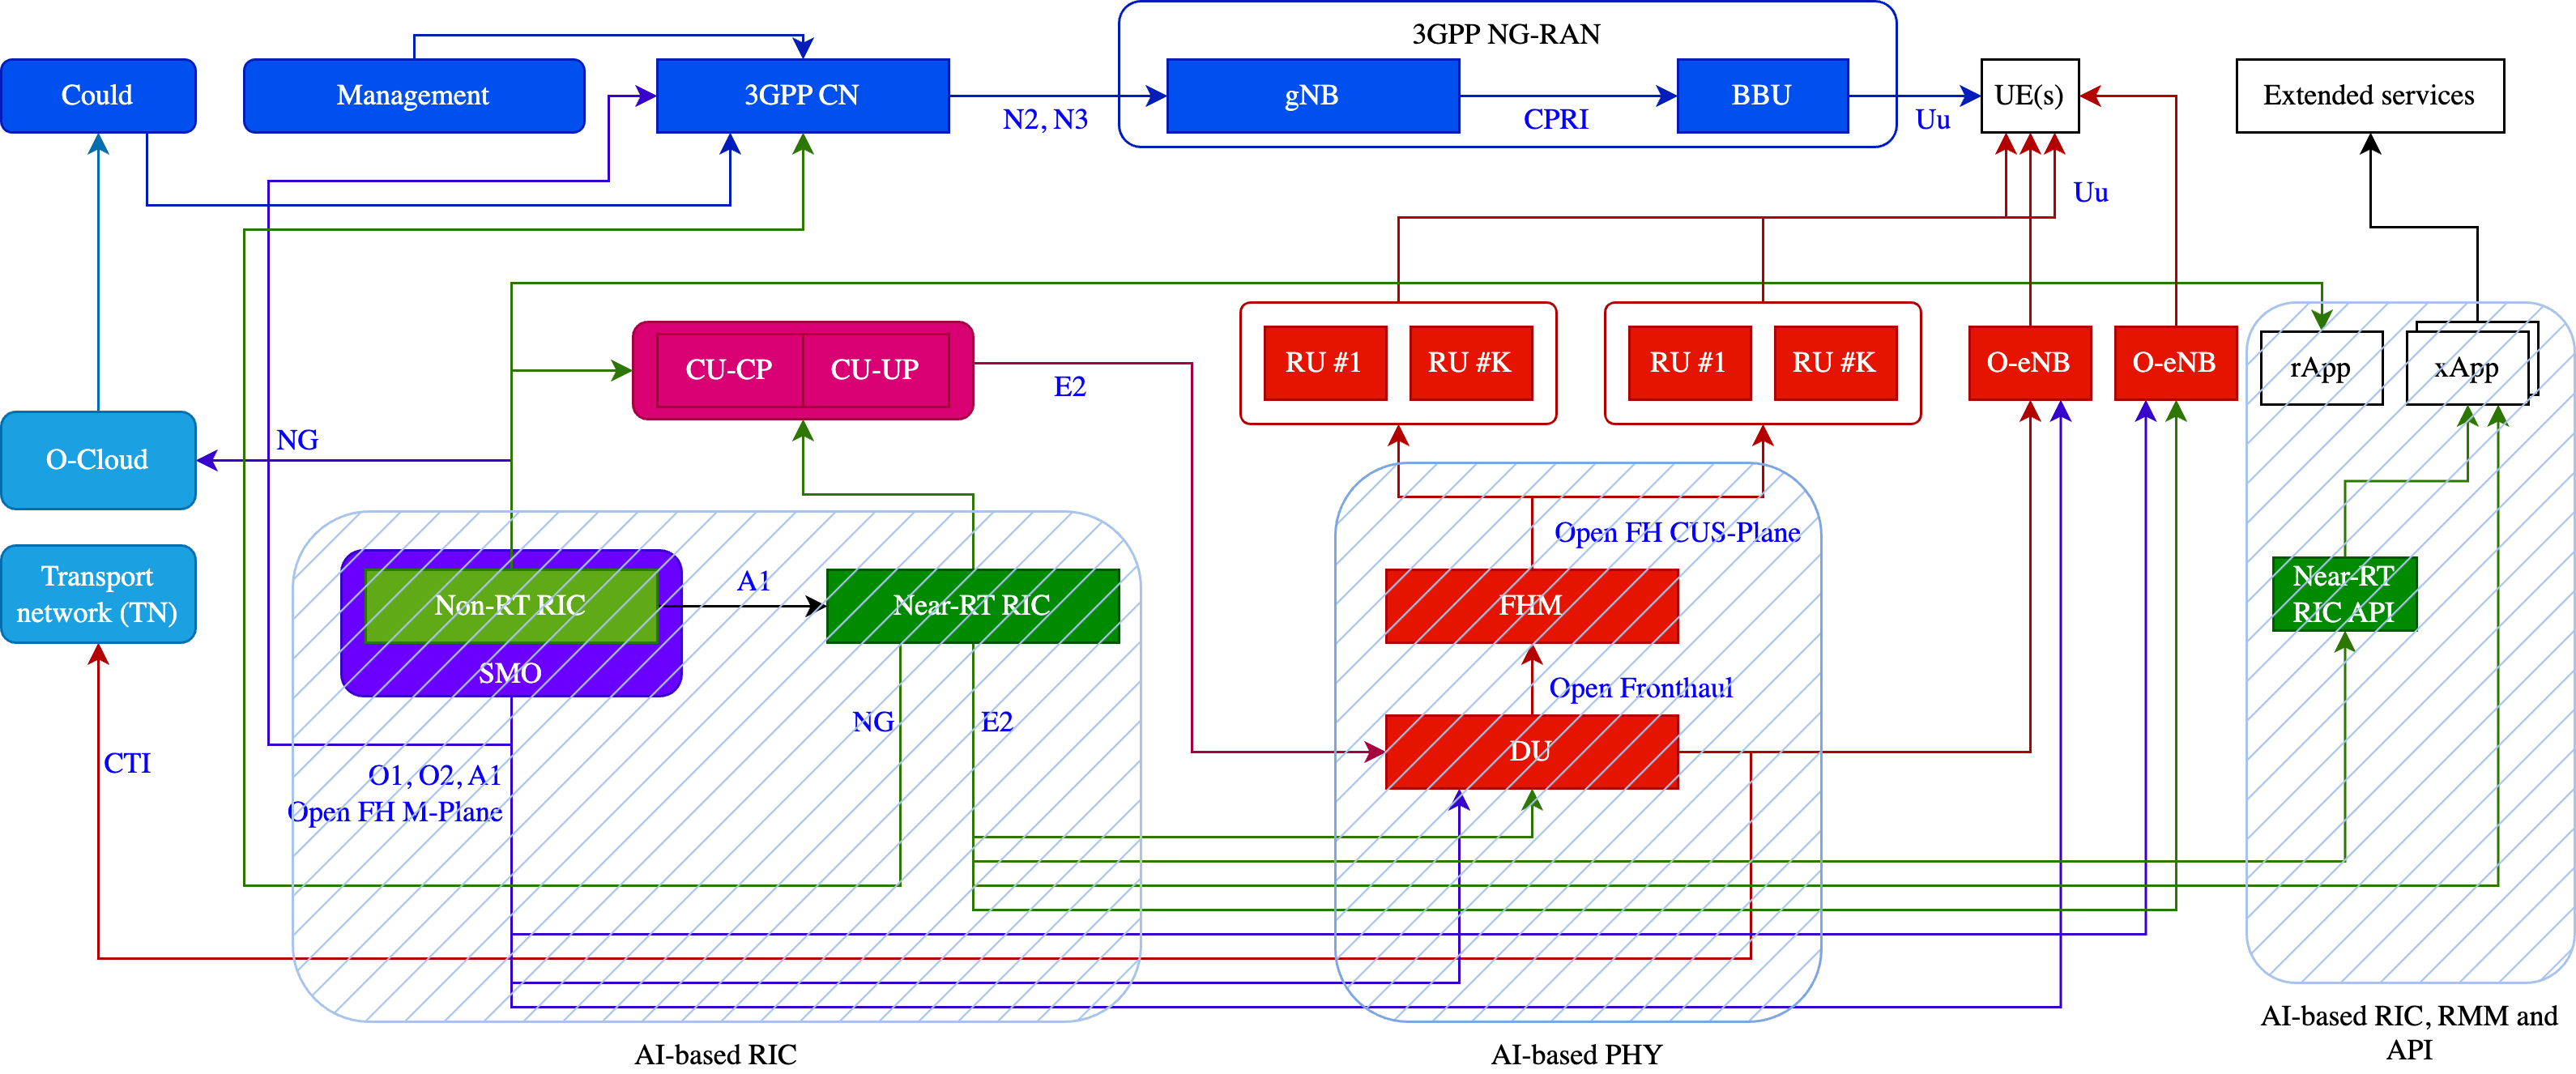 3GPP NG-RAN
Could
Management
3GPP CN
N2, N3
gNB
CPRI
BBU
Uu
UE(s)
Extended services
Uu
CU-CP
CU-UP
E2
RU #1
RU #K
RU #1
RU #K
O-eNB
O-eNB
rApp
xApp
NG
O-Cloud
Open FH CUS-Plane
Transport
network (TN)
Non-RT RIC
SMO
A1
Near-RT RIC
FHM
Near-RT
RIC API
Open Fronthaul
NG
E2
DU
CTI
O1, O2, A1
Open FH M-Plane
AI-based RIC
AI-based PHY
AI-based RIC, RMM and
API